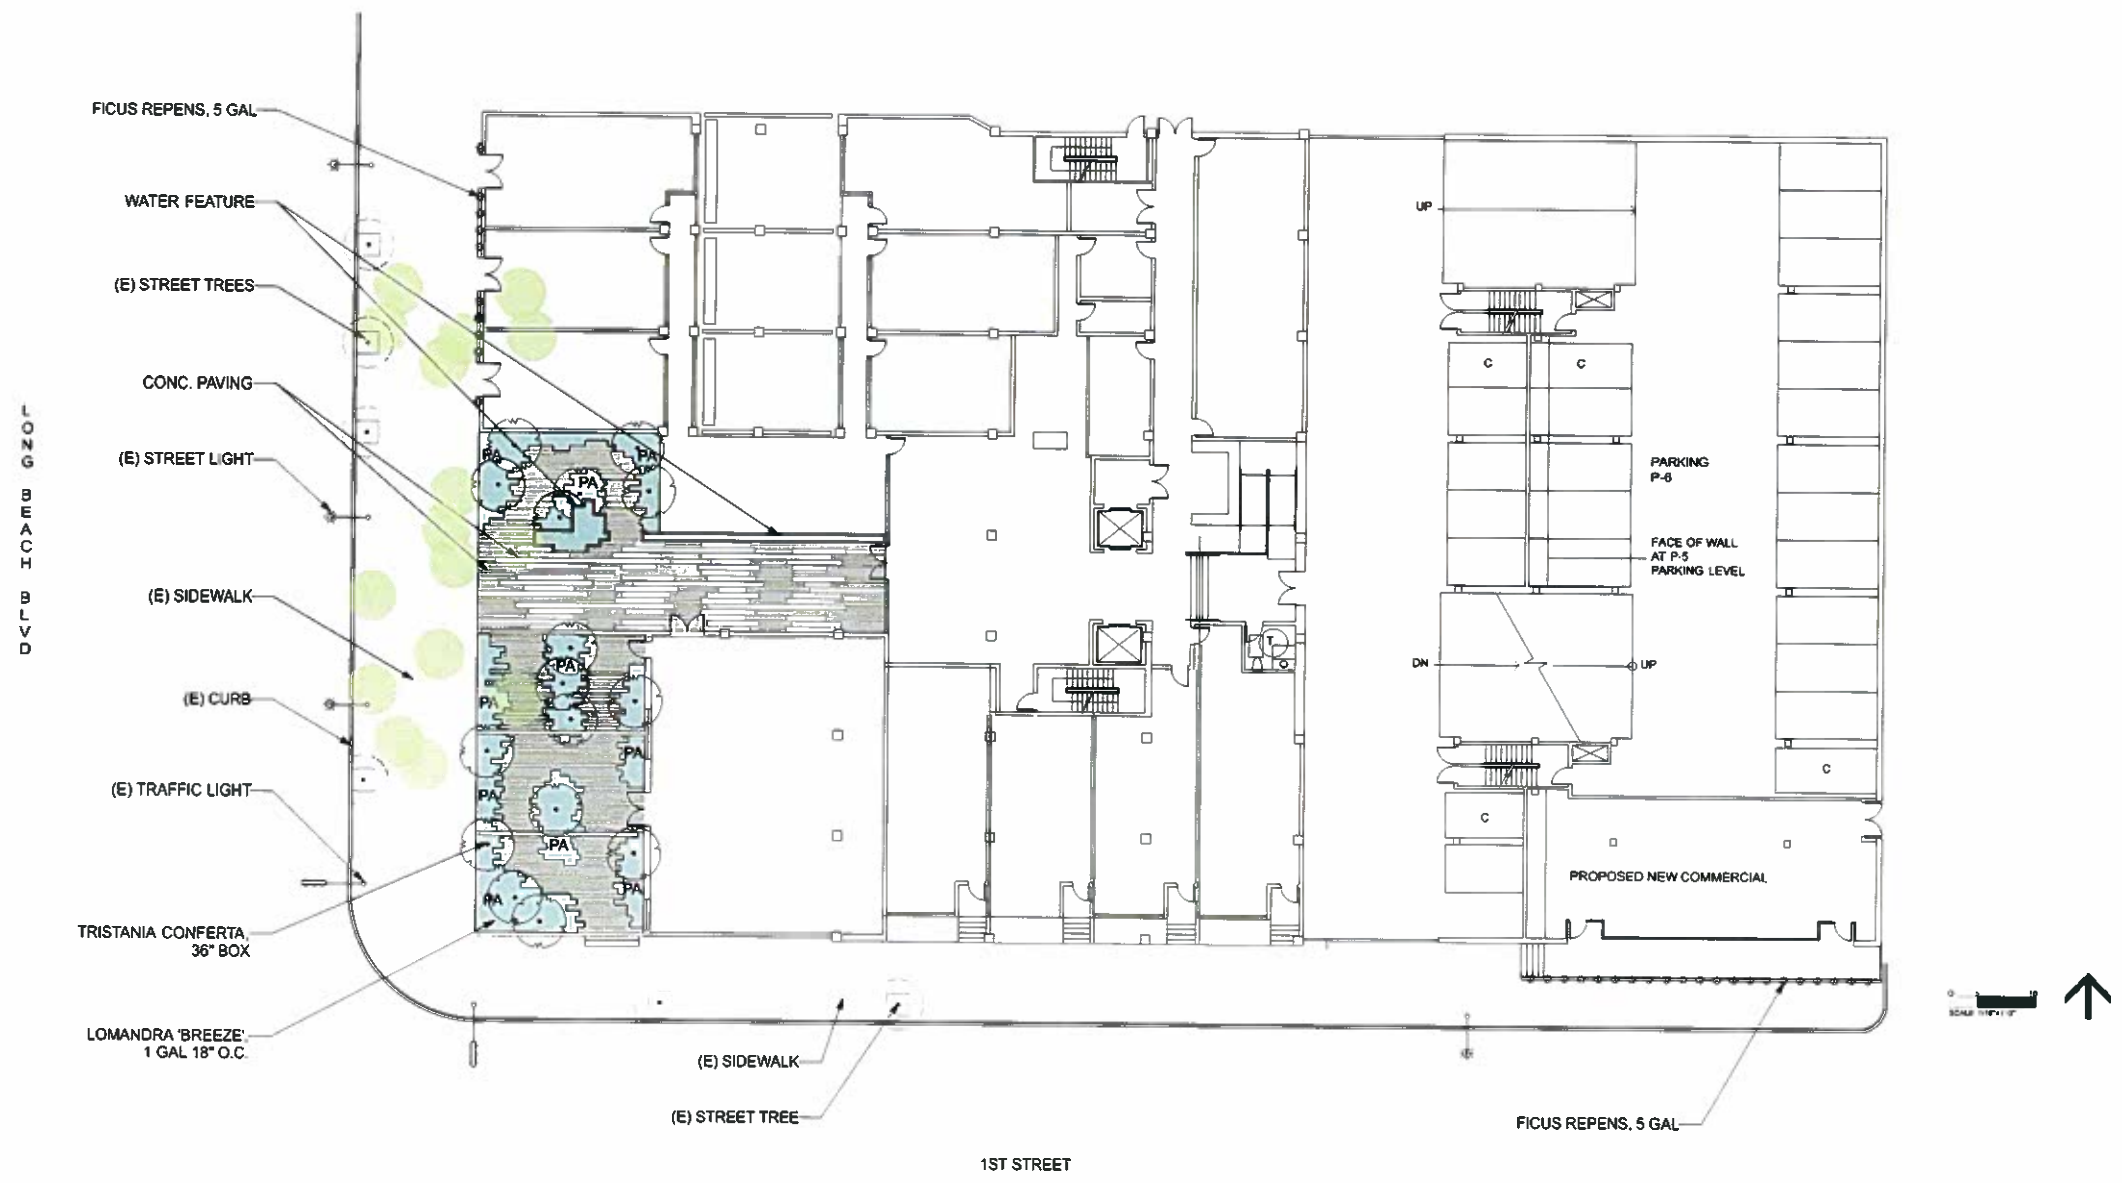 FICUS REPENS, 5 GAL
WATER FEATURE
(E) STREET TREES
CONC. PAVING
(E) STREET LIGHT
(E) SIDEWALK
(E) CURB
(E) TRAFFIC LIGHT
TRISTANIA CONFERTA,
36" BOX
LOMANDRA 'BREEZE',
1 GAL 18" O.C.
LONG BEACH BLVD
PA
PA
PA
PA
PA
PA
PA
PA
PA
PA
T
UP
C
C
PARKING
P-6
FACE OF WALL
AT P-5
PARKING LEVEL
DN
UP
C
C
PROPOSED NEW COMMERCIAL
(E) SIDEWALK
(E) STREET TREE
FICUS REPENS, 5 GAL
1ST STREET